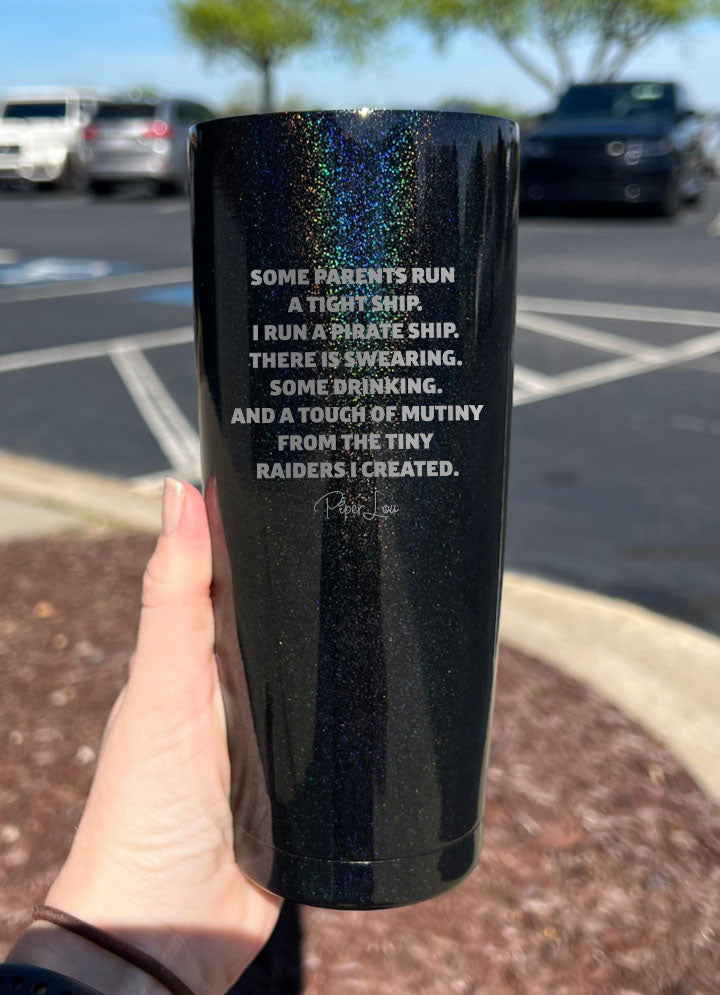 SOME PARENTS RUN
A TIGHT SHIP.
I RUN A PIRATE SHIP.
THERE IS SWEARING.
SOME DRINKING.
AND A TOUGH OF MUTINY
FROM THE TINY
RAIDERS I CREATED.
Piper Lou